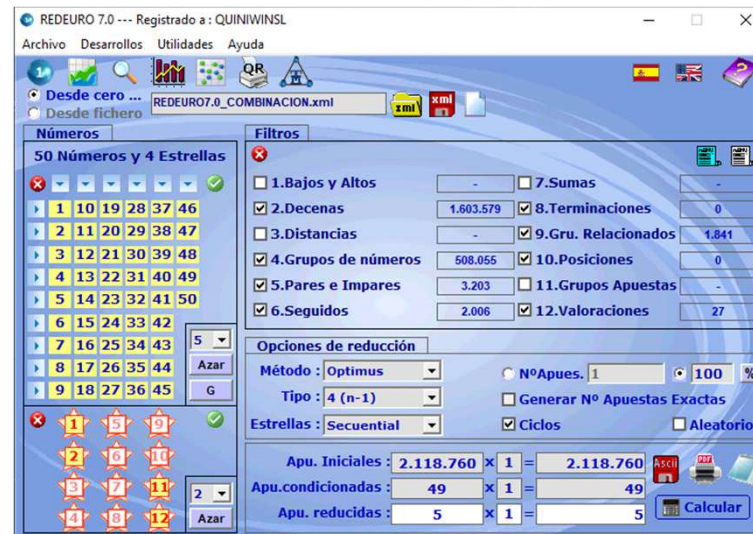 REDEURO 7.0 --- Registrado a : QUINIWINSL
Archivo Desarrollos Utilidades Ayuda
QR
Desde cero ...
Desde fichero
REDEURO7.0_COMBINACION.xml
xml
xml
Números
50 Números y 4 Estrellas
1 10 19 28 37 46
2 11 20 29 38 47
3 12 21 30 39 48
4 13 22 31 40 49
5 14 23 32 41 50
6 15 24 33 42
7 16 25 34 43
8 17 26 35 44
9 18 27 36 45
5
Azar
G
1 5 9
2 6 10
3 7 11
4 8 12
2
Azar
Filtros
1.Bajos y Altos - 7.Sumas -
2.Decenas 1.603.579 8.Terminaciones 0
3.Distancias - 9.Gru. Relacionados 1.841
4.Grupos de números 508.055 10.Posiciones 0
5.Pares e Impares 3.203 11.Grupos Apuestas -
6.Seguidos 2.006 12.Valoraciones 27
Opciones de reducción
Método : Optimus NºApues. 1 100 %
Tipo : 4 (n-1) Generar Nº Apuestas Exactas
Estrellas : Secuential Ciclos Aleatorio
Apu. Iniciales : 2.118.760 x 1 = 2.118.760
Apu.condicionadas : 49 x 1 = 49
Apu. reducidas : 5 x 1 = 5
Ascii
PDF
Calcular